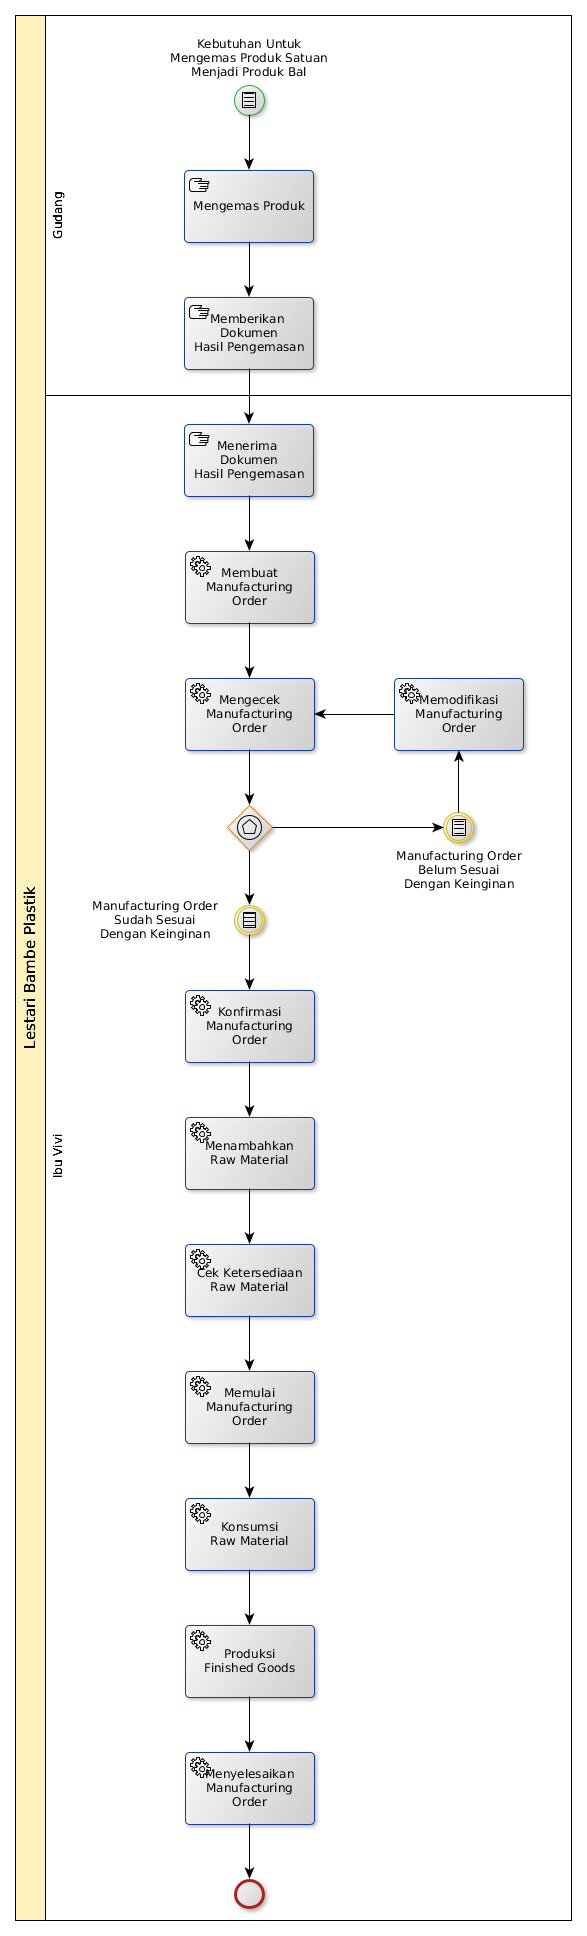 Kebutuhan Untuk
Mengemas Produk Satuan
Menjadi Produk Bal
Gudang
Mengemas Produk
Memberikan
Dokumen
Hasil Pengemasan
Lestari Bambe Plastik
Ibu Vivi
Menerima
Dokumen
Hasil Pengemasan
Membuat
Manufacturing
Order
Mengecek
Manufacturing
Order
Memodifikasi
Manufacturing
Order
Manufacturing Order
Belum Sesuai
Dengan Keinginan
Manufacturing Order
Sudah Sesuai
Dengan Keinginan
Konfirmasi
Manufacturing
Order
Menambahkan
Raw Material
Cek Ketersediaan
Raw Material
Memulai
Manufacturing
Order
Konsumsi
Raw Material
Produksi
Finished Goods
Menyelesaikan
Manufacturing
Order